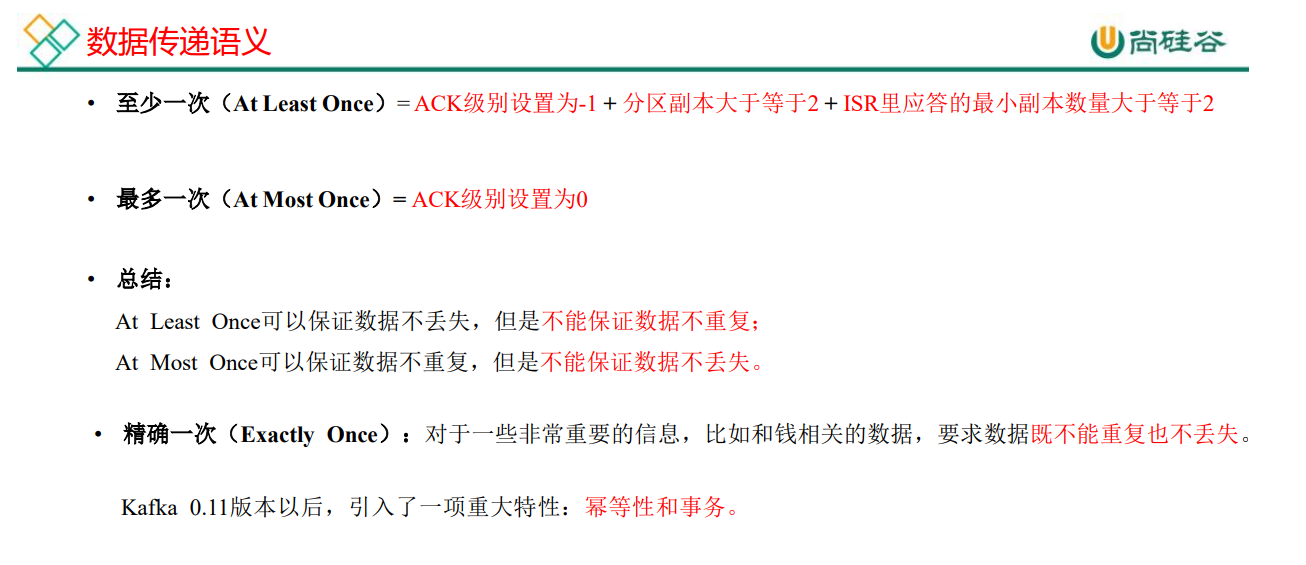 数据传递语义
尚硅谷
• 至少一次（At Least Once）= ACK级别设置为-1 + 分区副本大于等于2 + ISR里应答的最小副本数量大于等于2
• 最多一次（At Most Once）= ACK级别设置为0
• 总结：
At Least Once可以保证数据不丢失，但是不能保证数据不重复；
At Most Once可以保证数据不重复，但是不能保证数据不丢失。
• 精确一次（Exactly Once）：对于一些非常重要的信息，比如和钱相关的数据，要求数据既不能重复也不丢失。
Kafka 0.11版本以后，引入了一项重大特性：幂等性和事务。